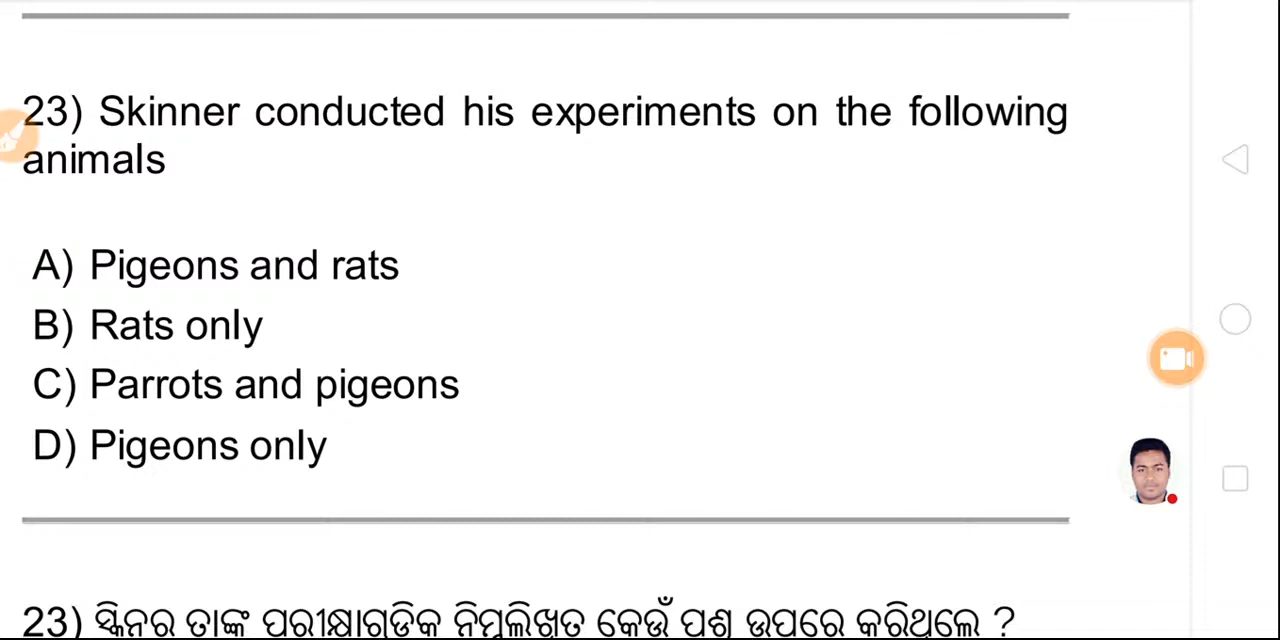 23) Skinner conducted his experiments on the following
animals
A) Pigeons and rats
B) Rats only
C) Parrots and pigeons
D) Pigeons only
23) ସ୍କିନର ତାଙ୍କ ପରୀକ୍ଷାଗୁଡିକ ନିମ୍ନଲିଖିତ କେଉଁ ପଶୁ ଉପରେ କରିଥିଲେ ?